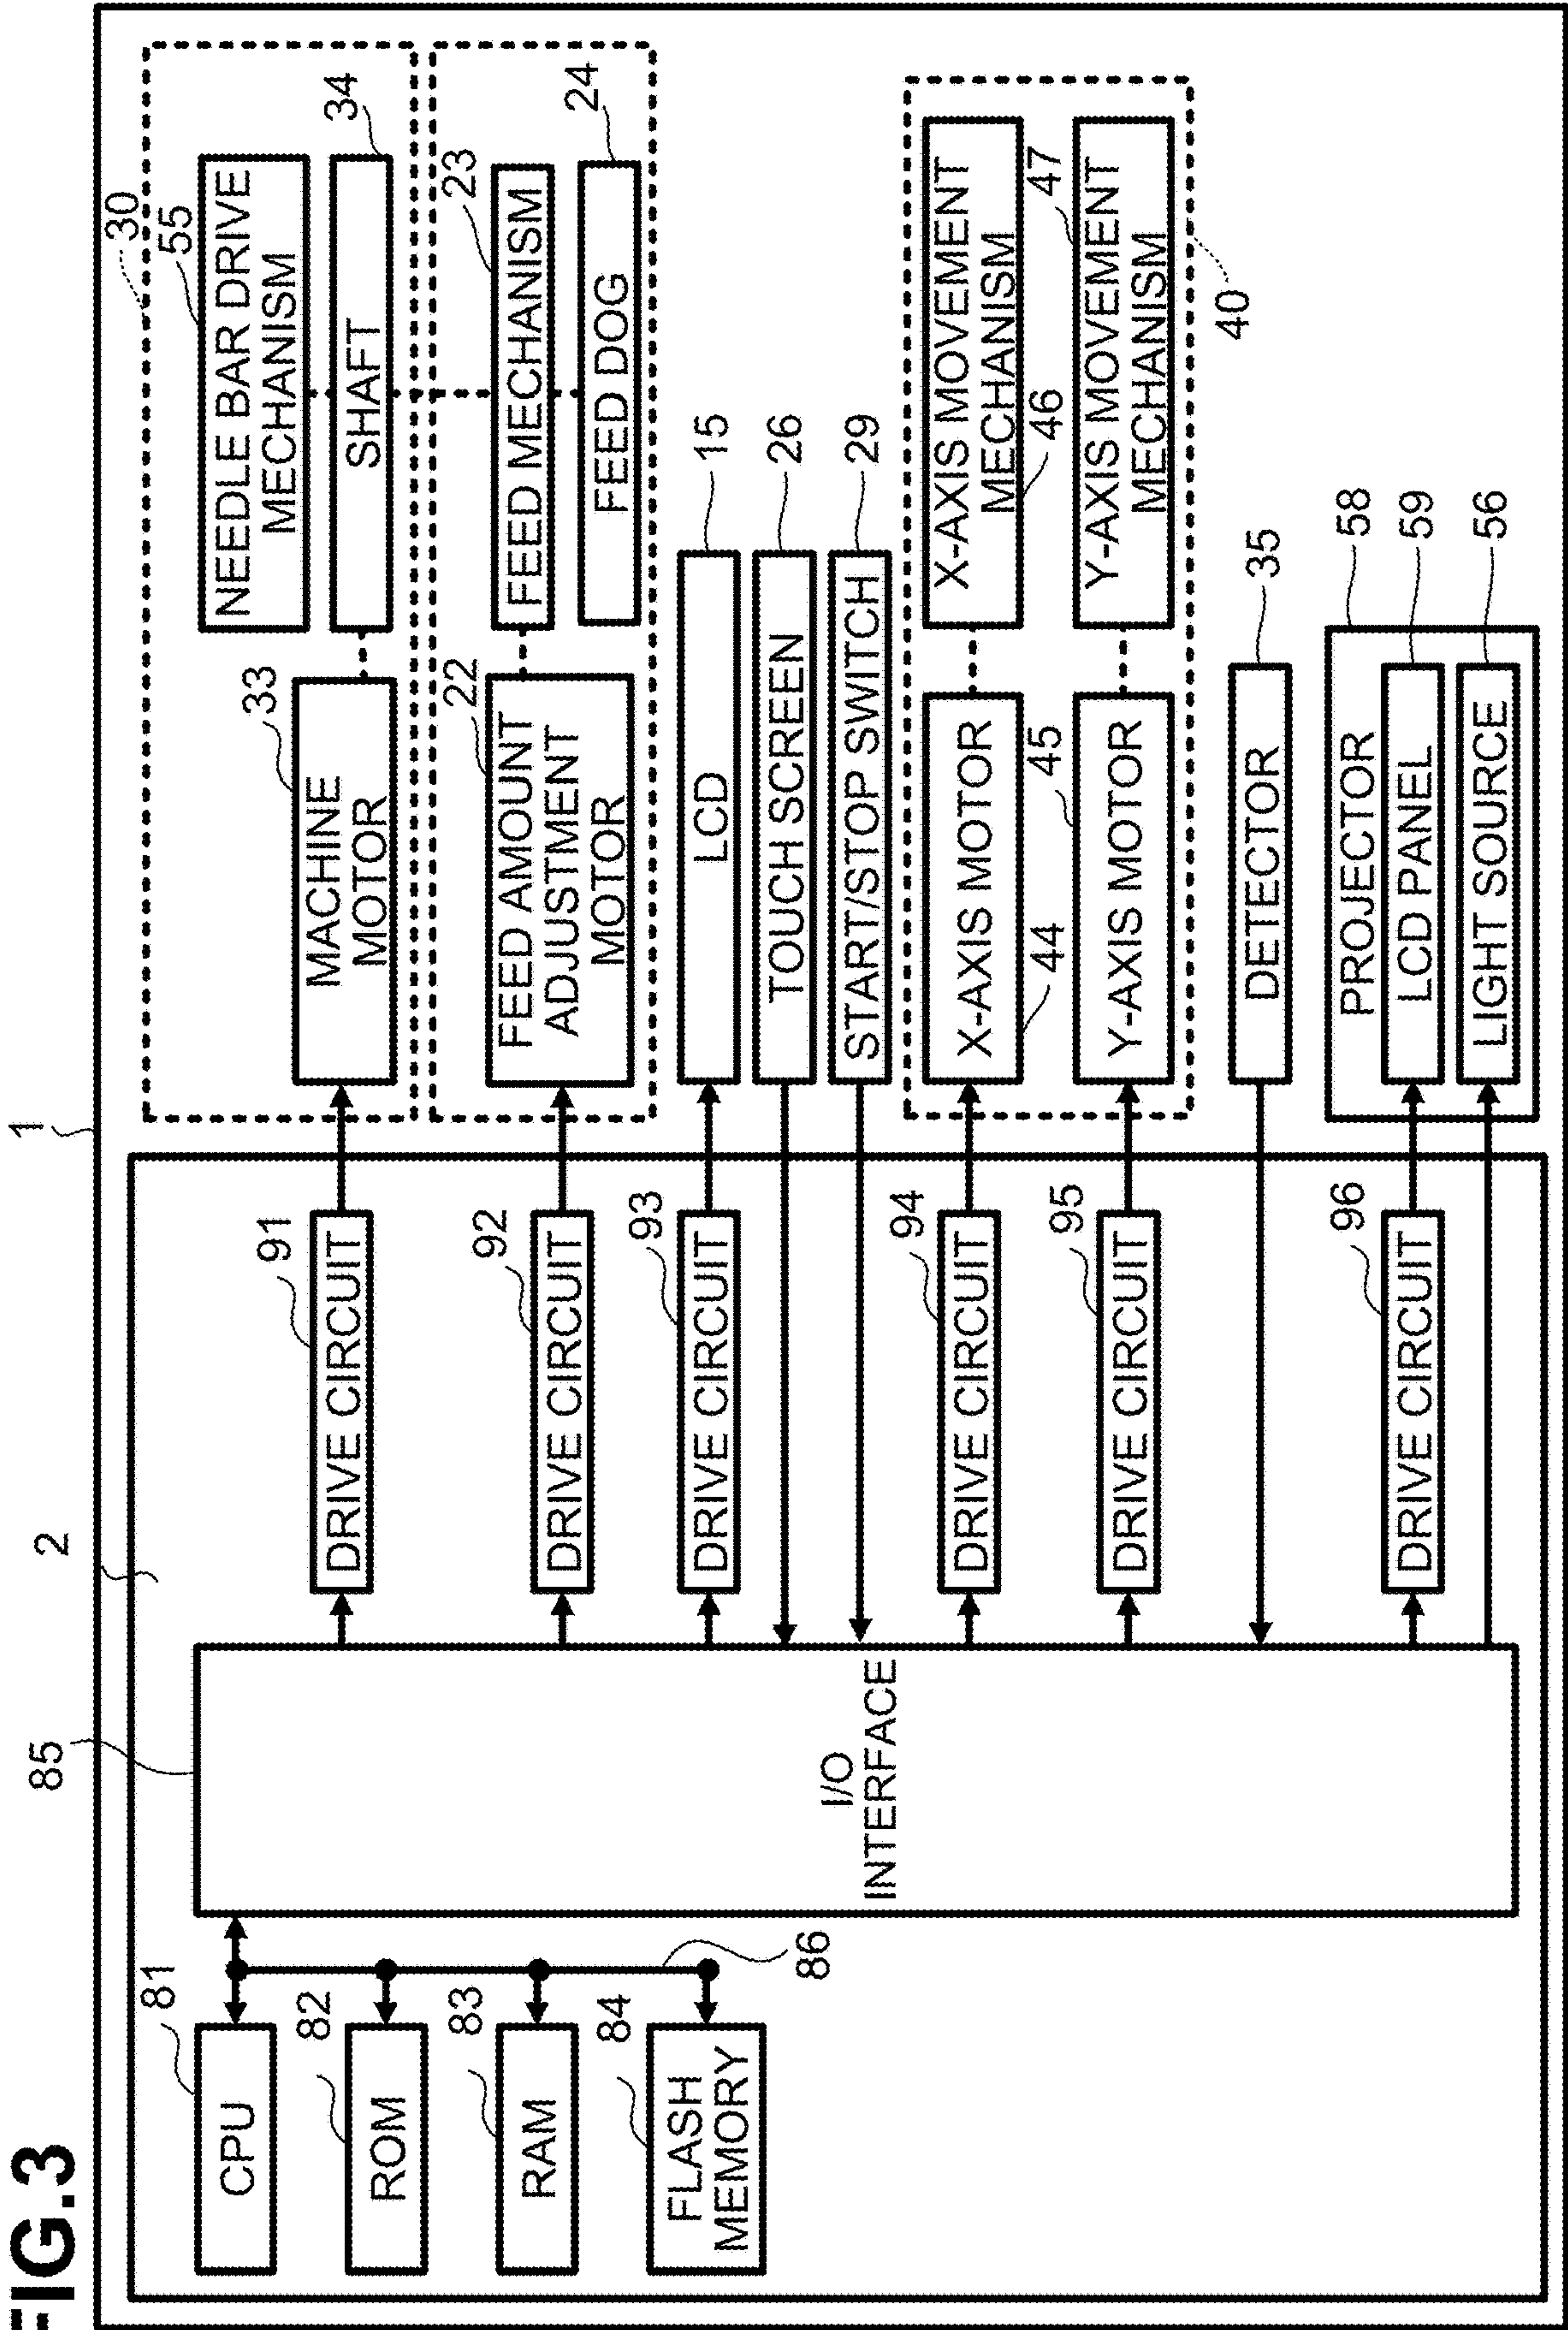 FIG.3
1
2
85
81
CPU
82
ROM
83
RAM
84
FLASH
MEMORY
86
I/O
INTERFACE
91
DRIVE CIRCUIT
92
DRIVE CIRCUIT
93
DRIVE CIRCUIT
94
DRIVE CIRCUIT
95
DRIVE CIRCUIT
96
DRIVE CIRCUIT
30
55
NEEDLE BAR DRIVE
MECHANISM
33
MACHINE
MOTOR
34
SHAFT
22
FEED AMOUNT
ADJUSTMENT
MOTOR
23
FEED MECHANISM
24
FEED DOG
LCD
15
TOUCH SCREEN
26
START/STOP SWITCH
29
X-AXIS MOTOR
44
X-AXIS MOVEMENT
MECHANISM
46
Y-AXIS MOTOR
45
Y-AXIS MOVEMENT
MECHANISM
47
40
DETECTOR
35
PROJECTOR
58
LCD PANEL
59
LIGHT SOURCE
56